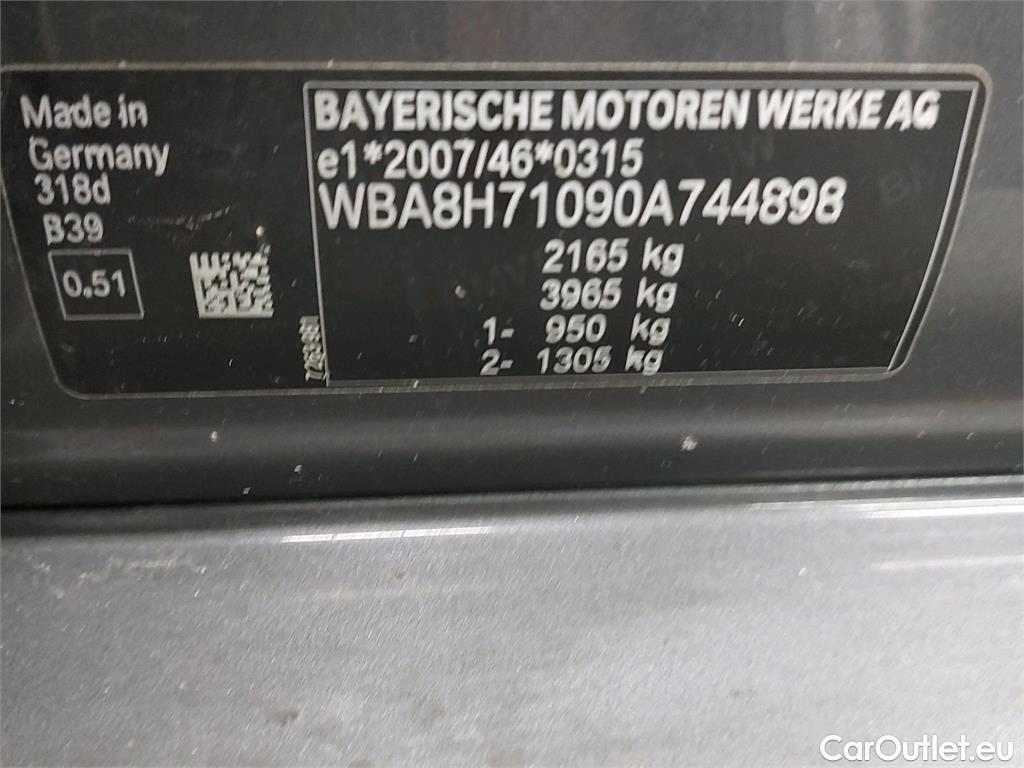 Made in
Germany
318d
B39
0,51
BAYERISCHE MOTOREN WERKE AG
e1*2007/46*0315
WBA8H71090A744898
2165 kg
3965 kg
1- 950 kg
2- 1305 kg
CarOutlet.eu